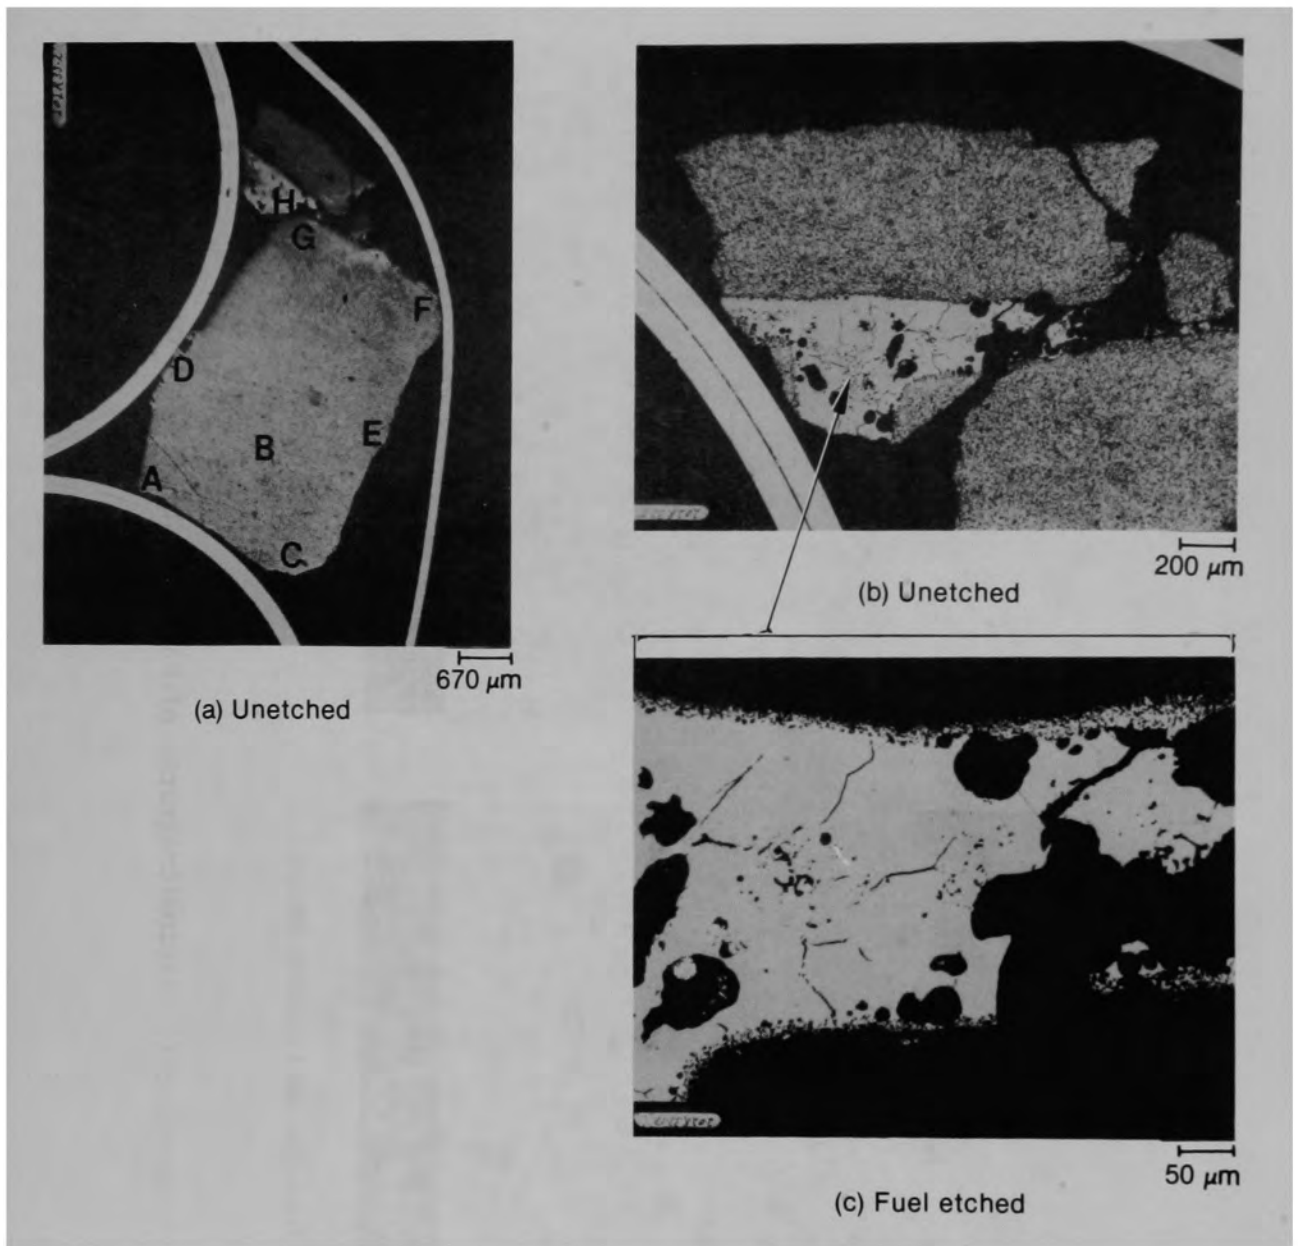 H
G
F
D
E
B
A
C
670 μm
(a) Unetched
200 μm
(b) Unetched
50 μm
(c) Fuel etched